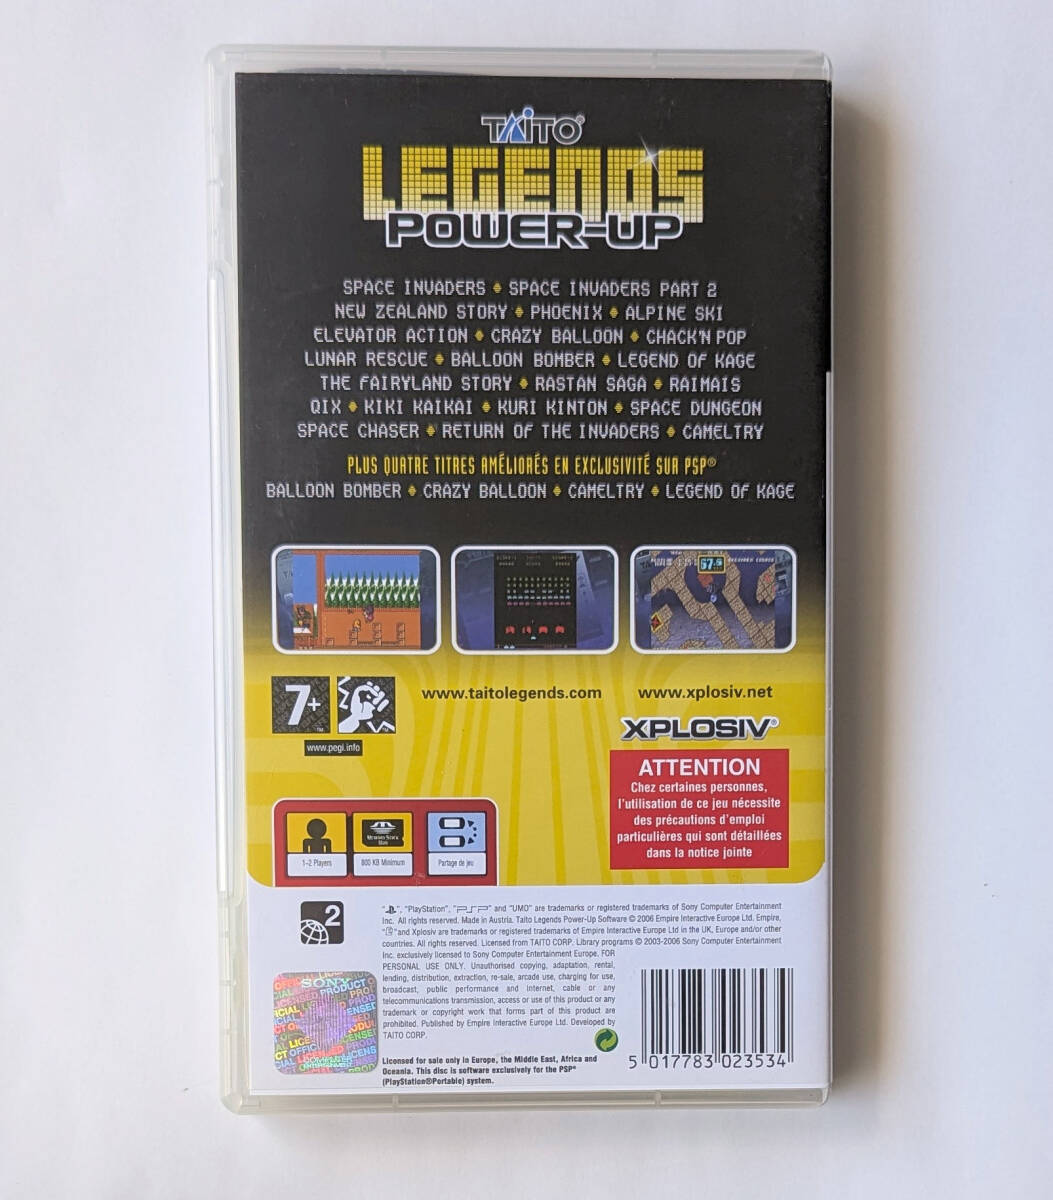 TAITO®
LEGENDS
POWER-UP
SPACE INVADERS ◆ SPACE INVADERS PART 2
NEW ZEALAND STORY ◆ PHOENIX ◆ ALPINE SKI
ELEVATOR ACTION ◆ CRAZY BALLOON ◆ CHACK'N POP
LUNAR RESCUE ◆ BALLOON BOMBER ◆ LEGEND OF KAGE
THE FAIRYLAND STORY ◆ RASTAN SAGA ◆ RAIMAIS
QIX ◆ KIKI KAIKAI ◆ KURI KINTON ◆ SPACE DUNGEON
SPACE CHASER ◆ RETURN OF THE INVADERS ◆ CAMELTRY
PLUS QUATRE TITRES AMÉLIORÉS EN EXCLUSIVITÉ SUR PSP®
BALLOON BOMBER ◆ CRAZY BALLOON ◆ CAMELTRY ◆ LEGEND OF KAGE
7+
www.pegi.info
www.taitolegends.com
www.xplosiv.net
XPLOSIV®
ATTENTION
Chez certaines personnes,
l'utilisation de ce jeu nécessite
des précautions d'emploi
particulières qui sont détaillées
dans la notice jointe
1-2 Players
800 KB Minimum
Partage de jeu
2
"", "PlayStation", "PSP" and "UMD" are trademarks or registered trademarks of Sony Computer Entertainment
Inc. All rights reserved. Made in Austria. Taito Legends Power-Up Software © 2006 Empire Interactive Europe Ltd. Empire,
"" and Xplosiv are trademarks or registered trademarks of Empire Interactive Europe Ltd in the UK, Europe and/or other
countries. All rights reserved. Licensed from TAITO CORP. Library programs © 2003-2006 Sony Computer Entertainment
Inc. exclusively licensed to Sony Computer Entertainment Europe. FOR
PERSONAL USE ONLY. Unauthorised copying, adaptation, rental,
lending, distribution, extraction, re-sale, arcade use, charging for use,
broadcast, public performance and internet, cable or any
telecommunications transmission, access or use of this product or any
trademark or copyright work that forms part of this product are
prohibited. Published by Empire Interactive Europe Ltd. Developed by
TAITO CORP.
Licensed for sale only in Europe, the Middle East, Africa and
Oceania. This disc is software exclusively for the PSP®
(PlayStation®Portable) system.
SONY
5 017783 023534